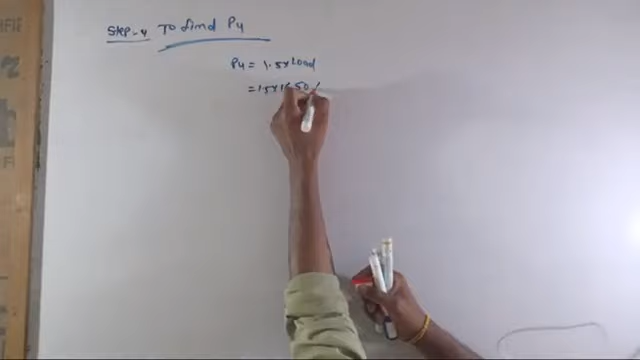 Step-4 To find Pu
Pu = 1.5 x Load
= 1.5 x 1650